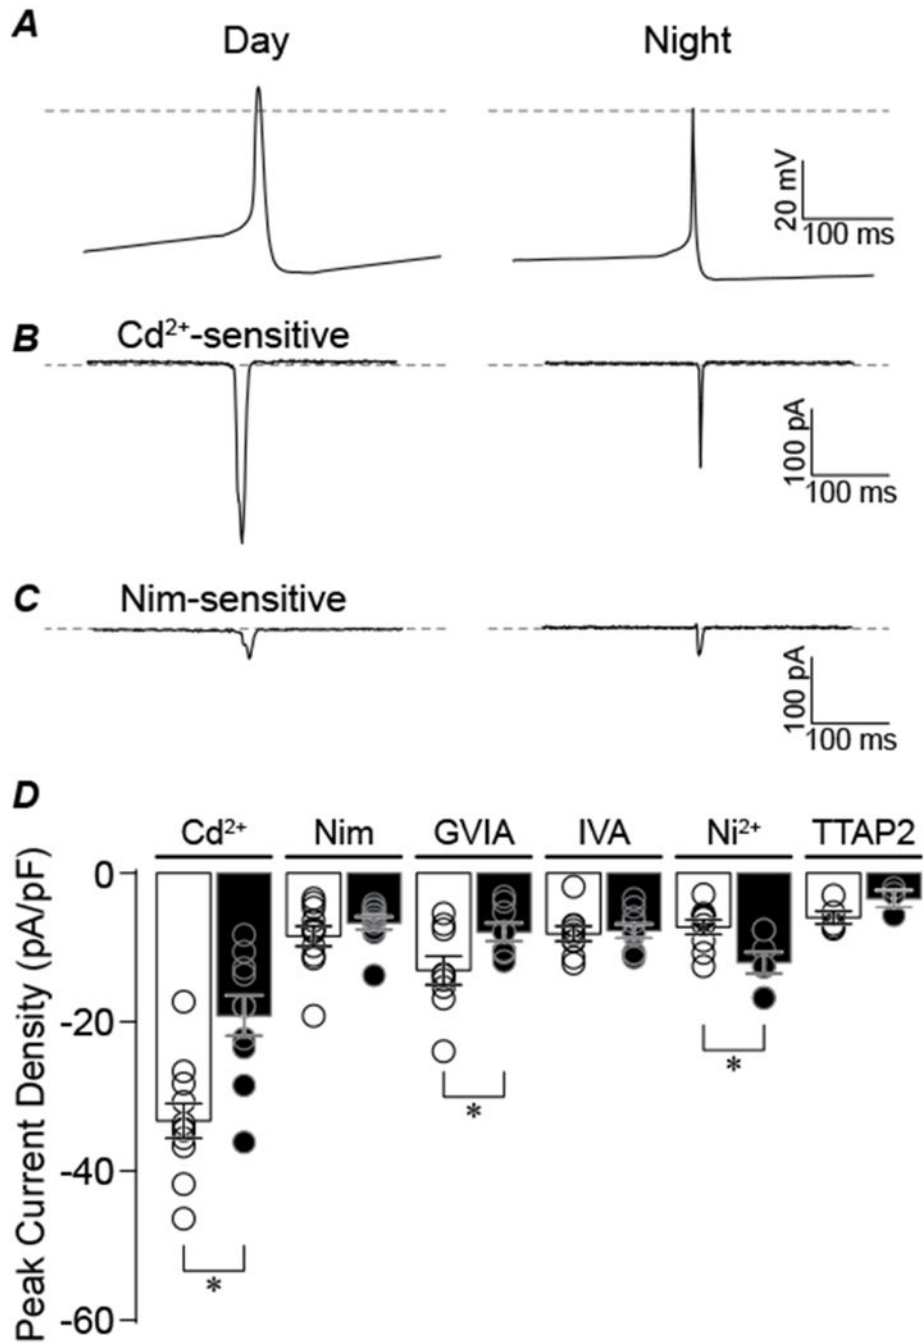 A
Day
Night
20 mV
100 ms
B
Cd²⁺-sensitive
100 pA
100 ms
C
Nim-sensitive
100 pA
100 ms
D
Cd²⁺ Nim GVIA IVA Ni²⁺ TTAP2
Peak Current Density (pA/pF)
0
-20
-40
-60
*
*
*